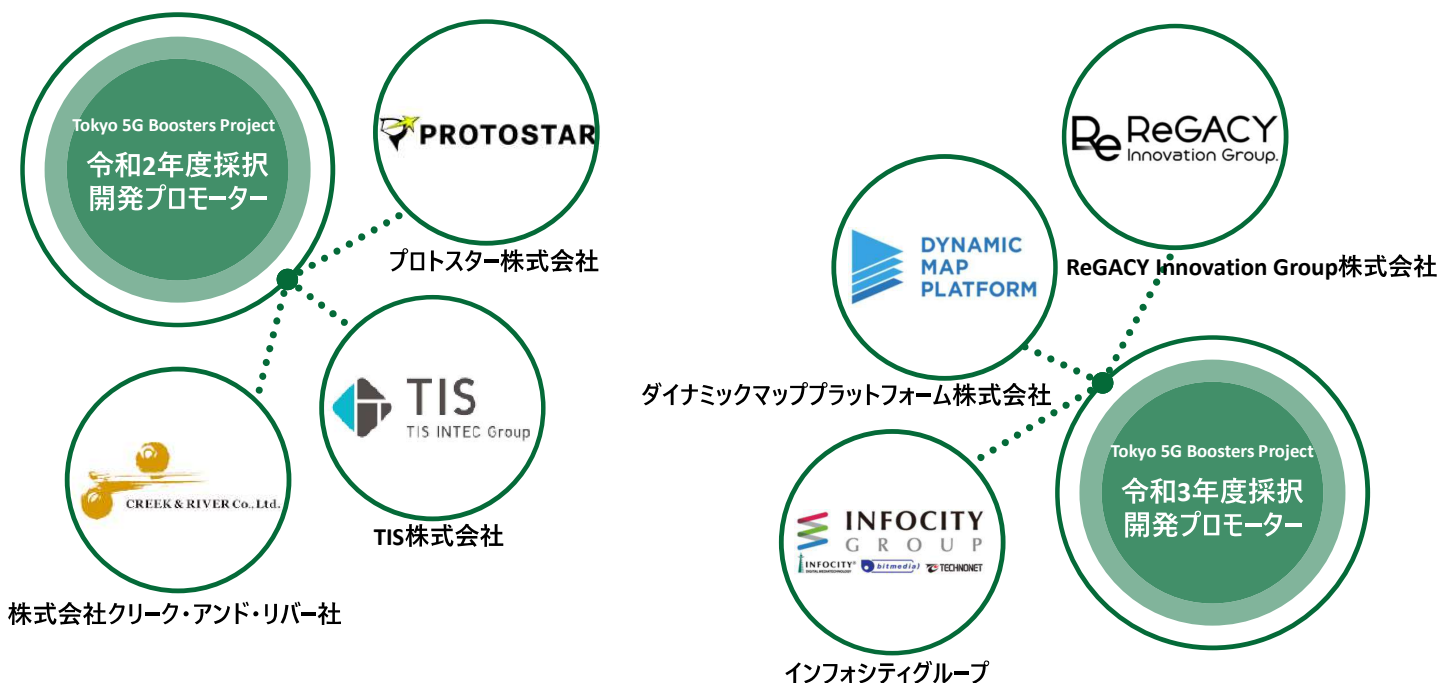 Tokyo 5G Boosters Project
令和2年度採択
開発プロモーター
PROTOSTAR
プロトスター株式会社
TIS
TIS INTEC Group
TIS株式会社
CREEK & RIVER Co., Ltd.
株式会社クリーク・アンド・リバー社
Re ReGACY
Innovation Group.
ReGACY Innovation Group株式会社
DYNAMIC
MAP
PLATFORM
ダイナミックマッププラットフォーム株式会社
Tokyo 5G Boosters Project
令和3年度採択
開発プロモーター
INFOCITY
GROUP
INFOCITY® bitmedia TECHNONET
インフォシティグループ